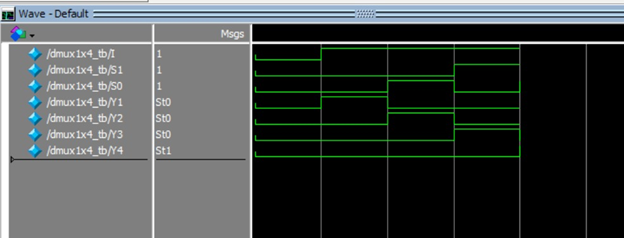 Wave - Default
Msgs
/dmux1x4_tb/I 1
/dmux1x4_tb/S1 1
/dmux1x4_tb/S0 1
/dmux1x4_tb/Y1 St0
/dmux1x4_tb/Y2 St0
/dmux1x4_tb/Y3 St0
/dmux1x4_tb/Y4 St1